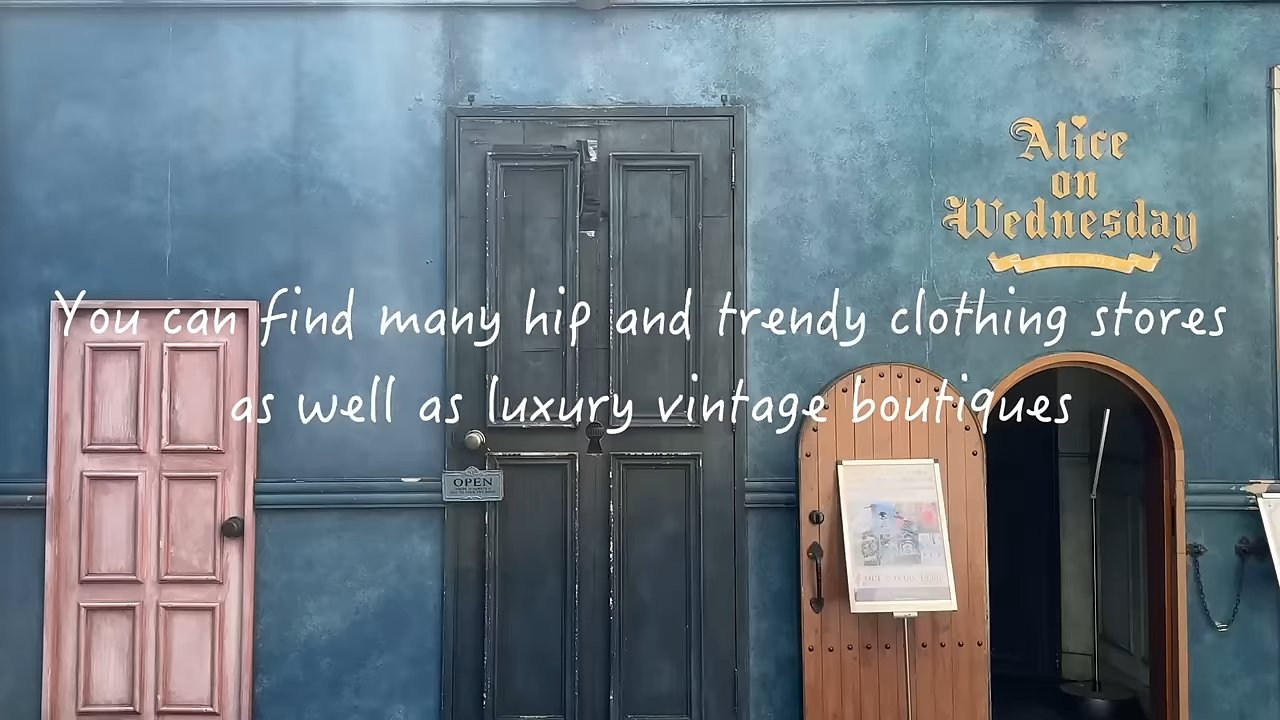 Alice
on
Wednesday
You can find many hip and trendy clothing stores
as well as luxury vintage boutiques
OPEN